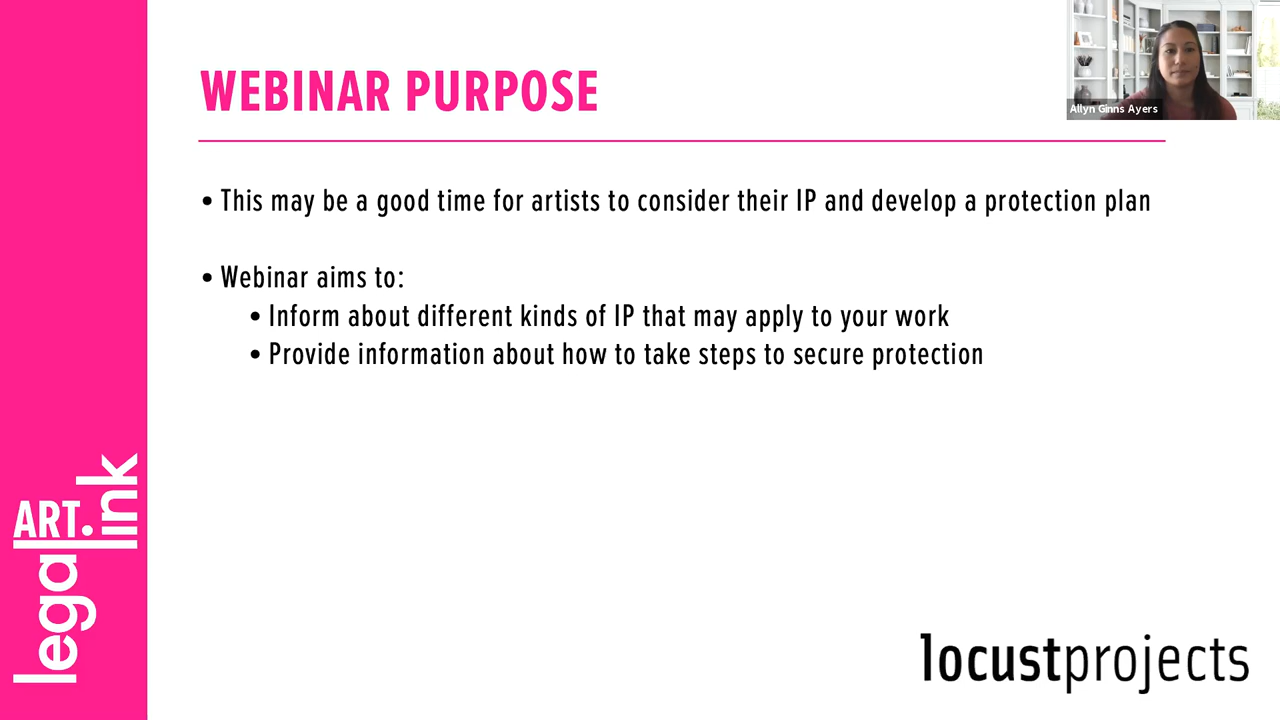 WEBINAR PURPOSE
Allyn Ginns Ayers
• This may be a good time for artists to consider their IP and develop a protection plan
• Webinar aims to:
• Inform about different kinds of IP that may apply to your work
• Provide information about how to take steps to secure protection
legal
ART.
link
locustprojects